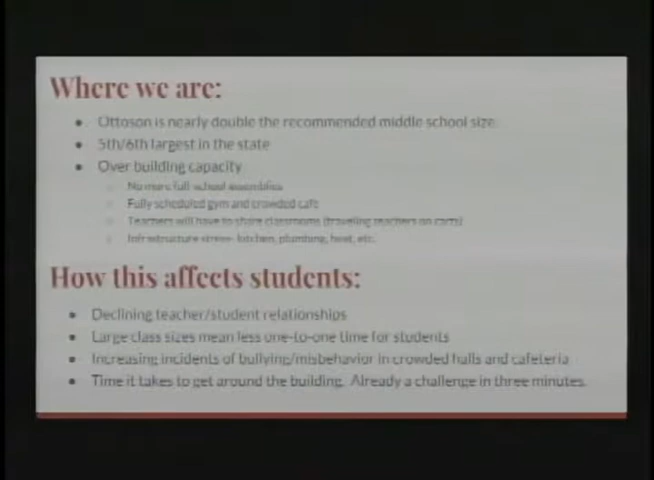 Where we are:
Ottoson is nearly double the recommended middle school size
5th/6th largest in the state
Over building capacity
No more full-school assemblies
Fully scheduled gym and crowded cafe
Teachers will have to share classrooms (traveling teachers on carts)
Infrastructure stress- kitchen, plumbing, heat, etc.
How this affects students:
Declining teacher/student relationships
Large class sizes mean less one-to-one time for students
Increasing incidents of bullying/misbehavior in crowded halls and cafeteria
Time it takes to get around the building. Already a challenge in three minutes.